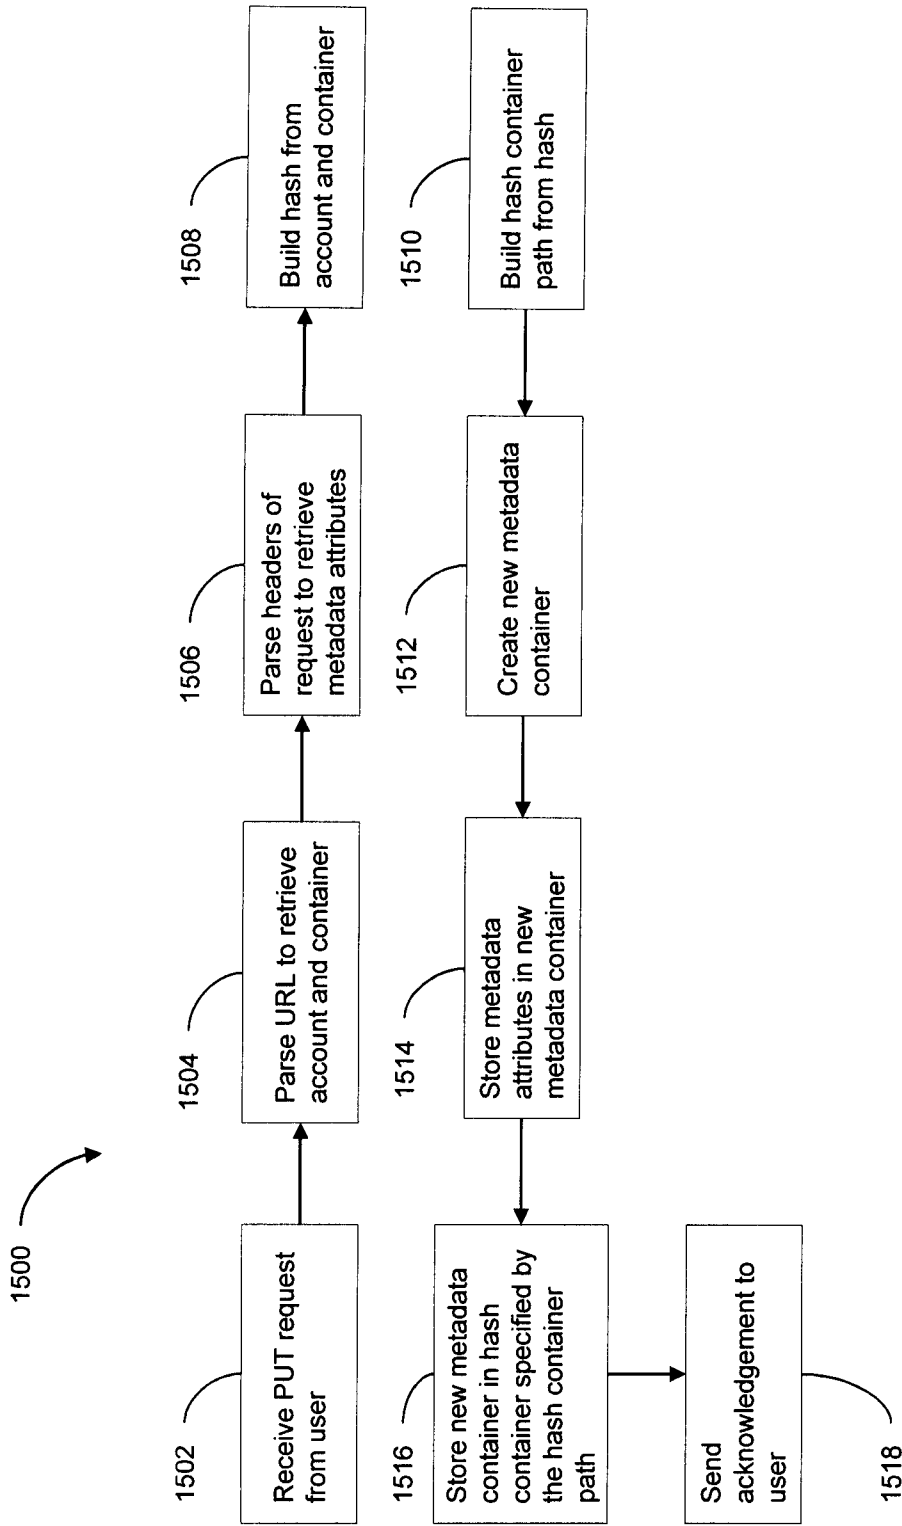 1500
1502
Receive PUT request
from user
1504
Parse URL to retrieve
account and container
1506
Parse headers of
request to retrieve
metadata attributes
1508
Build hash from
account and container
1510
Build hash container
path from hash
1512
Create new metadata
container
1514
Store metadata
attributes in new
metadata container
1516
Store new metadata
container in hash
container specified by
the hash container
path
Send
acknowledgement to
user
1518